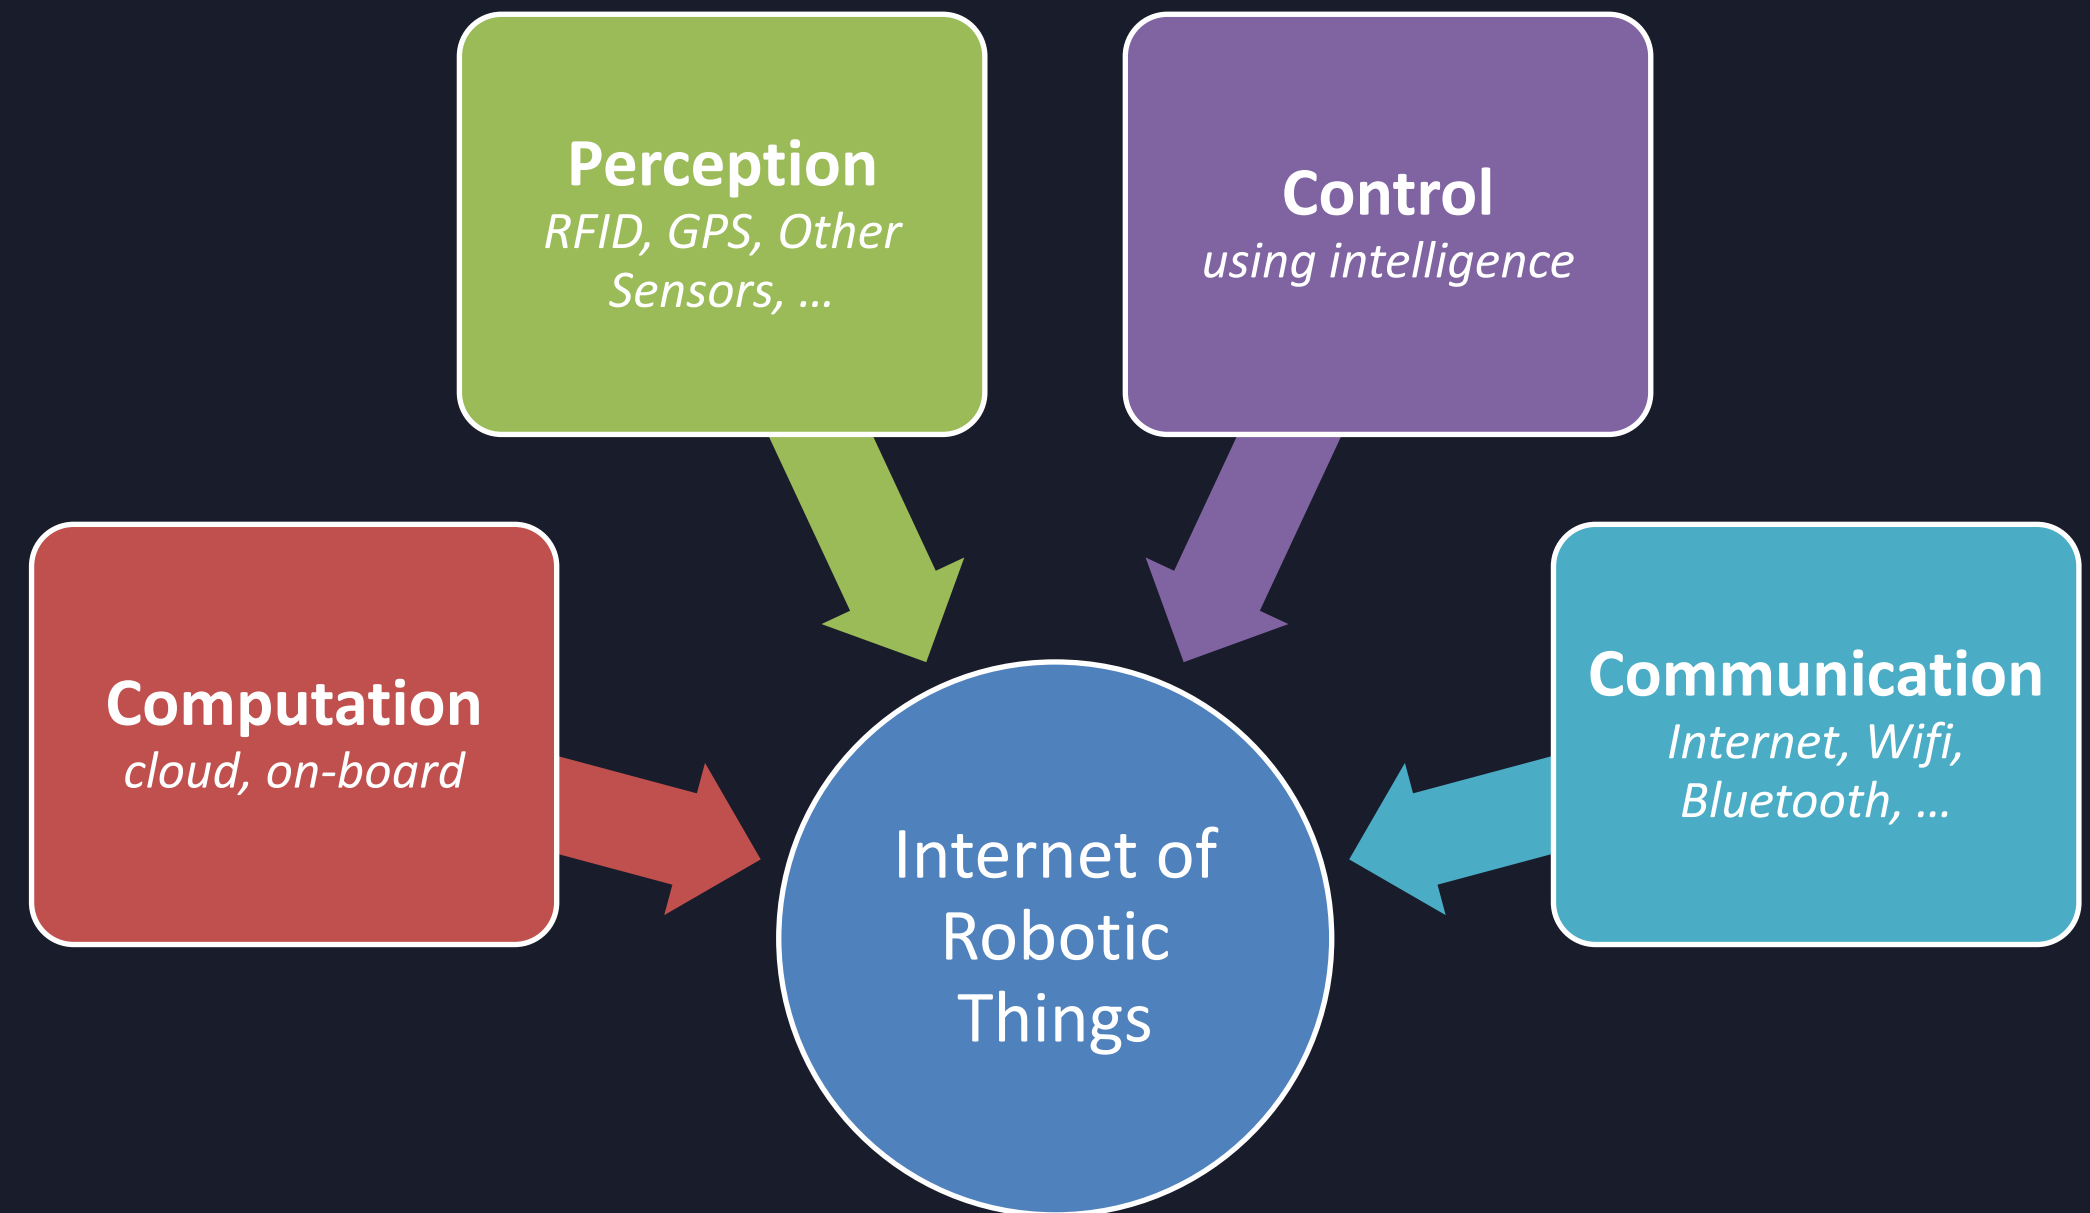 Perception
RFID, GPS, Other
Sensors, ...
Control
using intelligence
Computation
cloud, on-board
Communication
Internet, Wifi,
Bluetooth, ...
Internet of
Robotic
Things